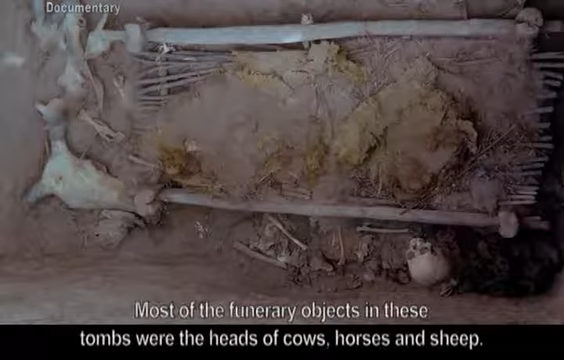 Documentary
Most of the funerary objects in these
tombs were the heads of cows, horses and sheep.